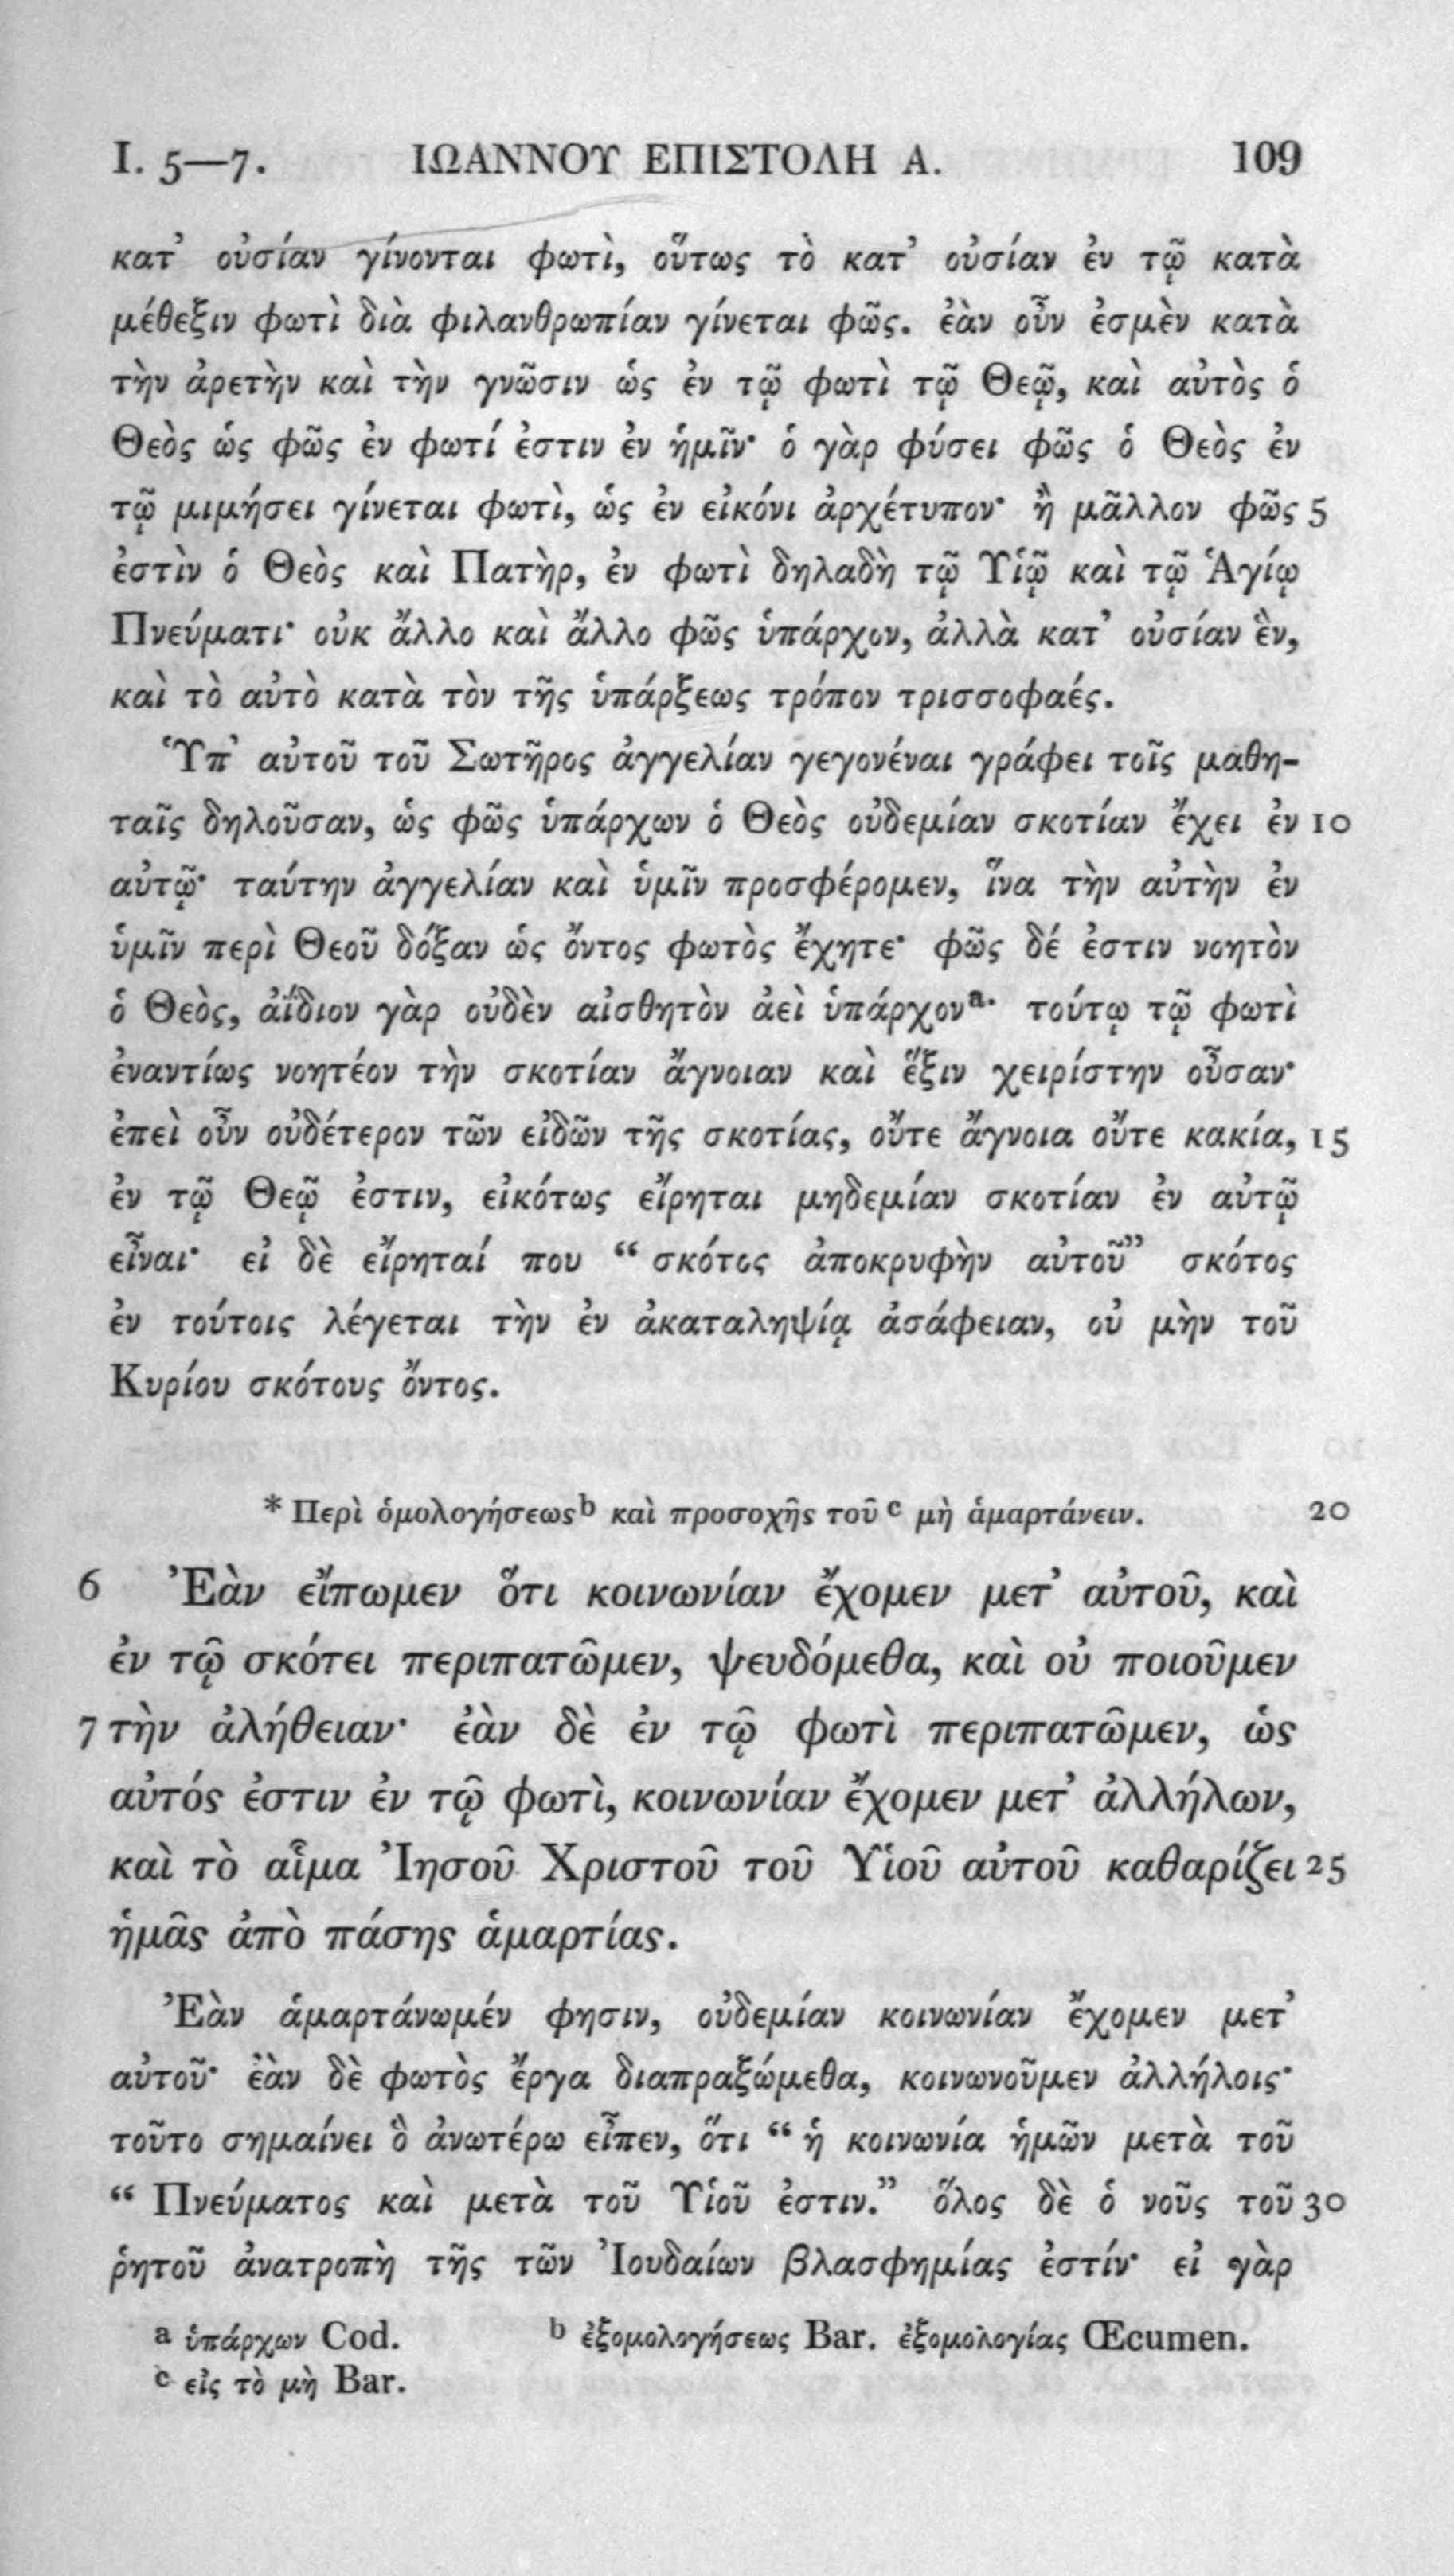 I. 5—7. ΙΩΑΝΝΟΥ ΕΠΙΣΤΟΛΗ Α. 109
κατ᾽ οὐσίαν γίνονται φωτὶ, οὕτως τὸ κατ᾽ οὐσίαν ἐν τῷ κατὰ
μέθεξιν φωτὶ διὰ φιλανθρωπίαν γίνεται φῶς. ἐὰν οὖν ἐσμὲν κατὰ
τὴν ἀρετὴν καὶ τὴν γνῶσιν ὡς ἐν τῷ φωτὶ τῷ Θεῷ, καὶ αὐτὸς ὁ
Θεὸς ὡς φῶς ἐν φωτί ἐστιν ἐν ἡμῖν· ὁ γὰρ φύσει φῶς ὁ Θεὸς ἐν
τῷ μιμήσει γίνεται φωτὶ, ὡς ἐν εἰκόνι ἀρχέτυπον· ἢ μᾶλλον φῶς 5
ἐστὶν ὁ Θεὸς καὶ Πατὴρ, ἐν φωτὶ δηλαδὴ τῷ Υἱῷ καὶ τῷ Ἁγίῳ
Πνεύματι· οὐκ ἄλλο καὶ ἄλλο φῶς ὑπάρχον, ἀλλὰ κατ᾽ οὐσίαν ἓν,
καὶ τὸ αὐτὸ κατὰ τὸν τῆς ὑπάρξεως τρόπον τρισσοφαές.
Ὑπ᾽ αὐτοῦ τοῦ Σωτῆρος ἀγγελίαν γεγονέναι γράφει τοῖς μαθη-
ταῖς δηλοῦσαν, ὡς φῶς ὑπάρχων ὁ Θεὸς οὐδεμίαν σκοτίαν ἔχει ἐν 10
αὐτῷ· ταύτην ἀγγελίαν καὶ ὑμῖν προσφέρομεν, ἵνα τὴν αὐτὴν ἐν
ὑμῖν περὶ Θεοῦ δόξαν ὡς ὄντος φωτὸς ἔχητε· φῶς δέ ἐστιν νοητὸν
ὁ Θεὸς, ἀΐδιον γὰρ οὐδὲν αἰσθητὸν ἀεὶ ὑπάρχον a· τούτῳ τῷ φωτὶ
ἐναντίως νοητέον τὴν σκοτίαν ἄγνοιαν καὶ ἕξιν χειρίστην οὖσαν·
ἐπεὶ οὖν οὐδέτερον τῶν εἰδῶν τῆς σκοτίας, οὔτε ἄγνοια οὔτε κακία, 15
ἐν τῷ Θεῷ ἐστιν, εἰκότως εἴρηται μηδεμίαν σκοτίαν ἐν αὐτῷ
εἶναι· εἰ δὲ εἴρηταί που “ σκότος ἀποκρυφὴν αὐτοῦ” σκότος
ἐν τούτοις λέγεται τὴν ἐν ἀκαταληψίᾳ ἀσάφειαν, οὐ μὴν τοῦ
Κυρίου σκότους ὄντος.
* Περὶ ὁμολογήσεως b καὶ προσοχῆς τοῦ c μὴ ἁμαρτάνειν. 20
6 Ἐὰν εἴπωμεν ὅτι κοινωνίαν ἔχομεν μετ᾽ αὐτοῦ, καὶ
ἐν τῷ σκότει περιπατῶμεν, ψευδόμεθα, καὶ οὐ ποιοῦμεν
7 τὴν ἀλήθειαν· ἐὰν δὲ ἐν τῷ φωτὶ περιπατῶμεν, ὡς
αὐτός ἐστιν ἐν τῷ φωτὶ, κοινωνίαν ἔχομεν μετ᾽ ἀλλήλων,
καὶ τὸ αἷμα Ἰησοῦ Χριστοῦ τοῦ Υἱοῦ αὐτοῦ καθαρίζει 25
ἡμᾶς ἀπὸ πάσης ἁμαρτίας.
Ἐὰν ἁμαρτάνωμέν φησιν, οὐδεμίαν κοινωνίαν ἔχομεν μετ᾽
αὐτοῦ· ἐὰν δὲ φωτὸς ἔργα διαπραξώμεθα, κοινωνοῦμεν ἀλλήλοις·
τοῦτο σημαίνει ὃ ἀνωτέρω εἶπεν, ὅτι “ ἡ κοινωνία ἡμῶν μετὰ τοῦ
“ Πνεύματος καὶ μετὰ τοῦ Υἱοῦ ἐστιν.” ὅλος δὲ ὁ νοῦς τοῦ 30
ῥητοῦ ἀνατροπὴ τῆς τῶν Ἰουδαίων βλασφημίας ἐστίν· εἰ γὰρ
a ὑπάρχων Cod. b ἐξομολογήσεως Bar. ἐξομολογίας Œcumen.
c εἰς τὸ μὴ Bar.